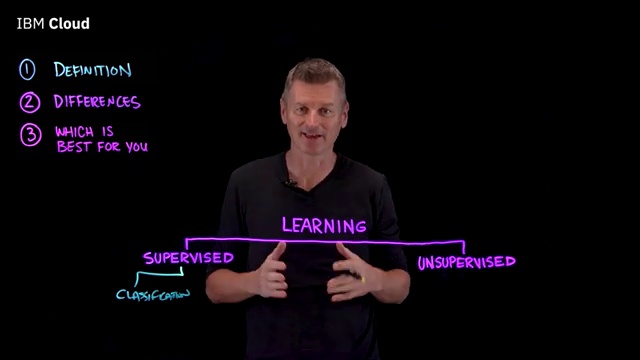 IBM Cloud
1 DEFINITION
2 DIFFERENCES
3 WHICH IS
BEST FOR YOU
LEARNING
SUPERVISED
UNSUPERVISED
CLASSIFICATION